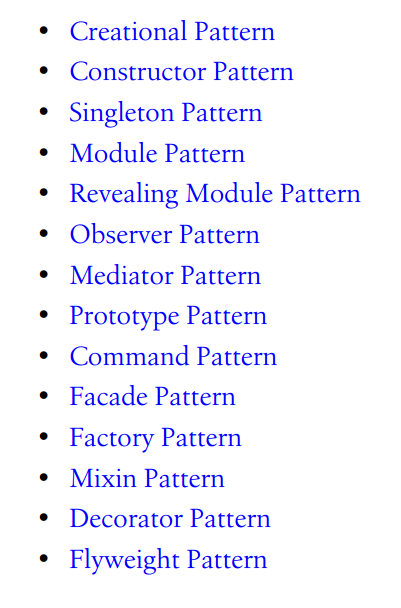 • Creational Pattern
• Constructor Pattern
• Singleton Pattern
• Module Pattern
• Revealing Module Pattern
• Observer Pattern
• Mediator Pattern
• Prototype Pattern
• Command Pattern
• Facade Pattern
• Factory Pattern
• Mixin Pattern
• Decorator Pattern
• Flyweight Pattern